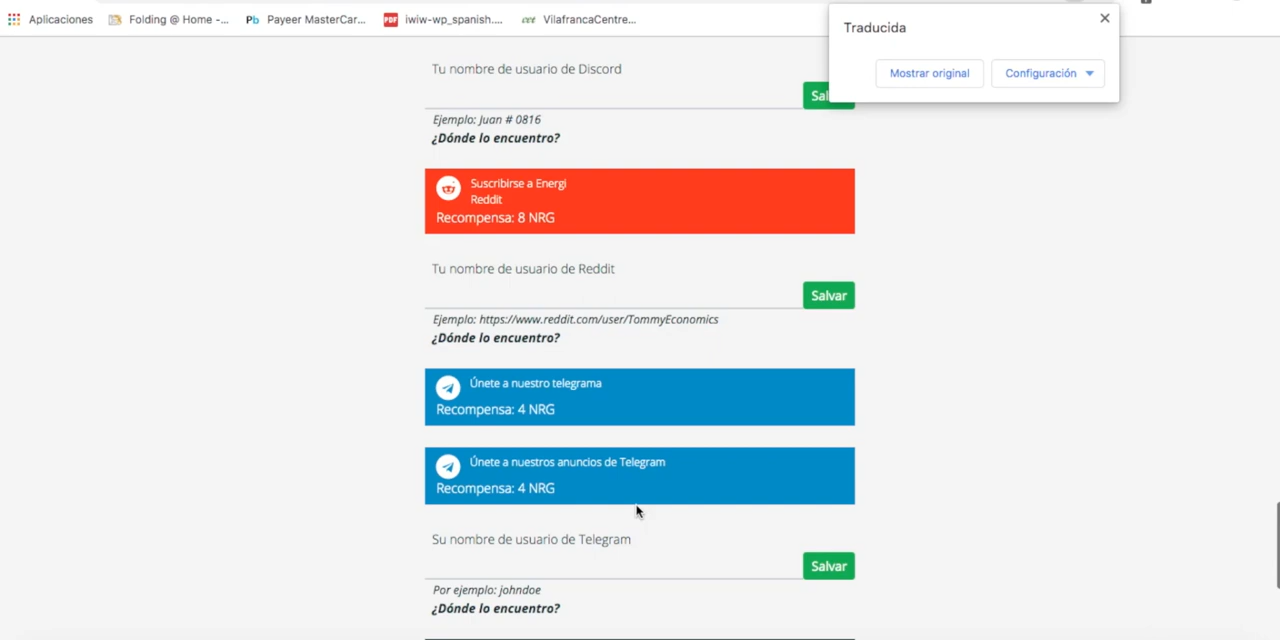 Aplicaciones
Folding @ Home -...
Pb Payeer MasterCar...
PDF iwiw-wp_spanish....
VilafrancaCentre...
Traducida
Mostrar original
Configuración
Tu nombre de usuario de Discord
Sal
Ejemplo: Juan # 0816
¿Dónde lo encuentro?
Suscribirse a Energi
Reddit
Recompensa: 8 NRG
Tu nombre de usuario de Reddit
Salvar
Ejemplo: https://www.reddit.com/user/TommyEconomics
¿Dónde lo encuentro?
Únete a nuestro telegrama
Recompensa: 4 NRG
Únete a nuestros anuncios de Telegram
Recompensa: 4 NRG
Su nombre de usuario de Telegram
Salvar
Por ejemplo: johndoe
¿Dónde lo encuentro?